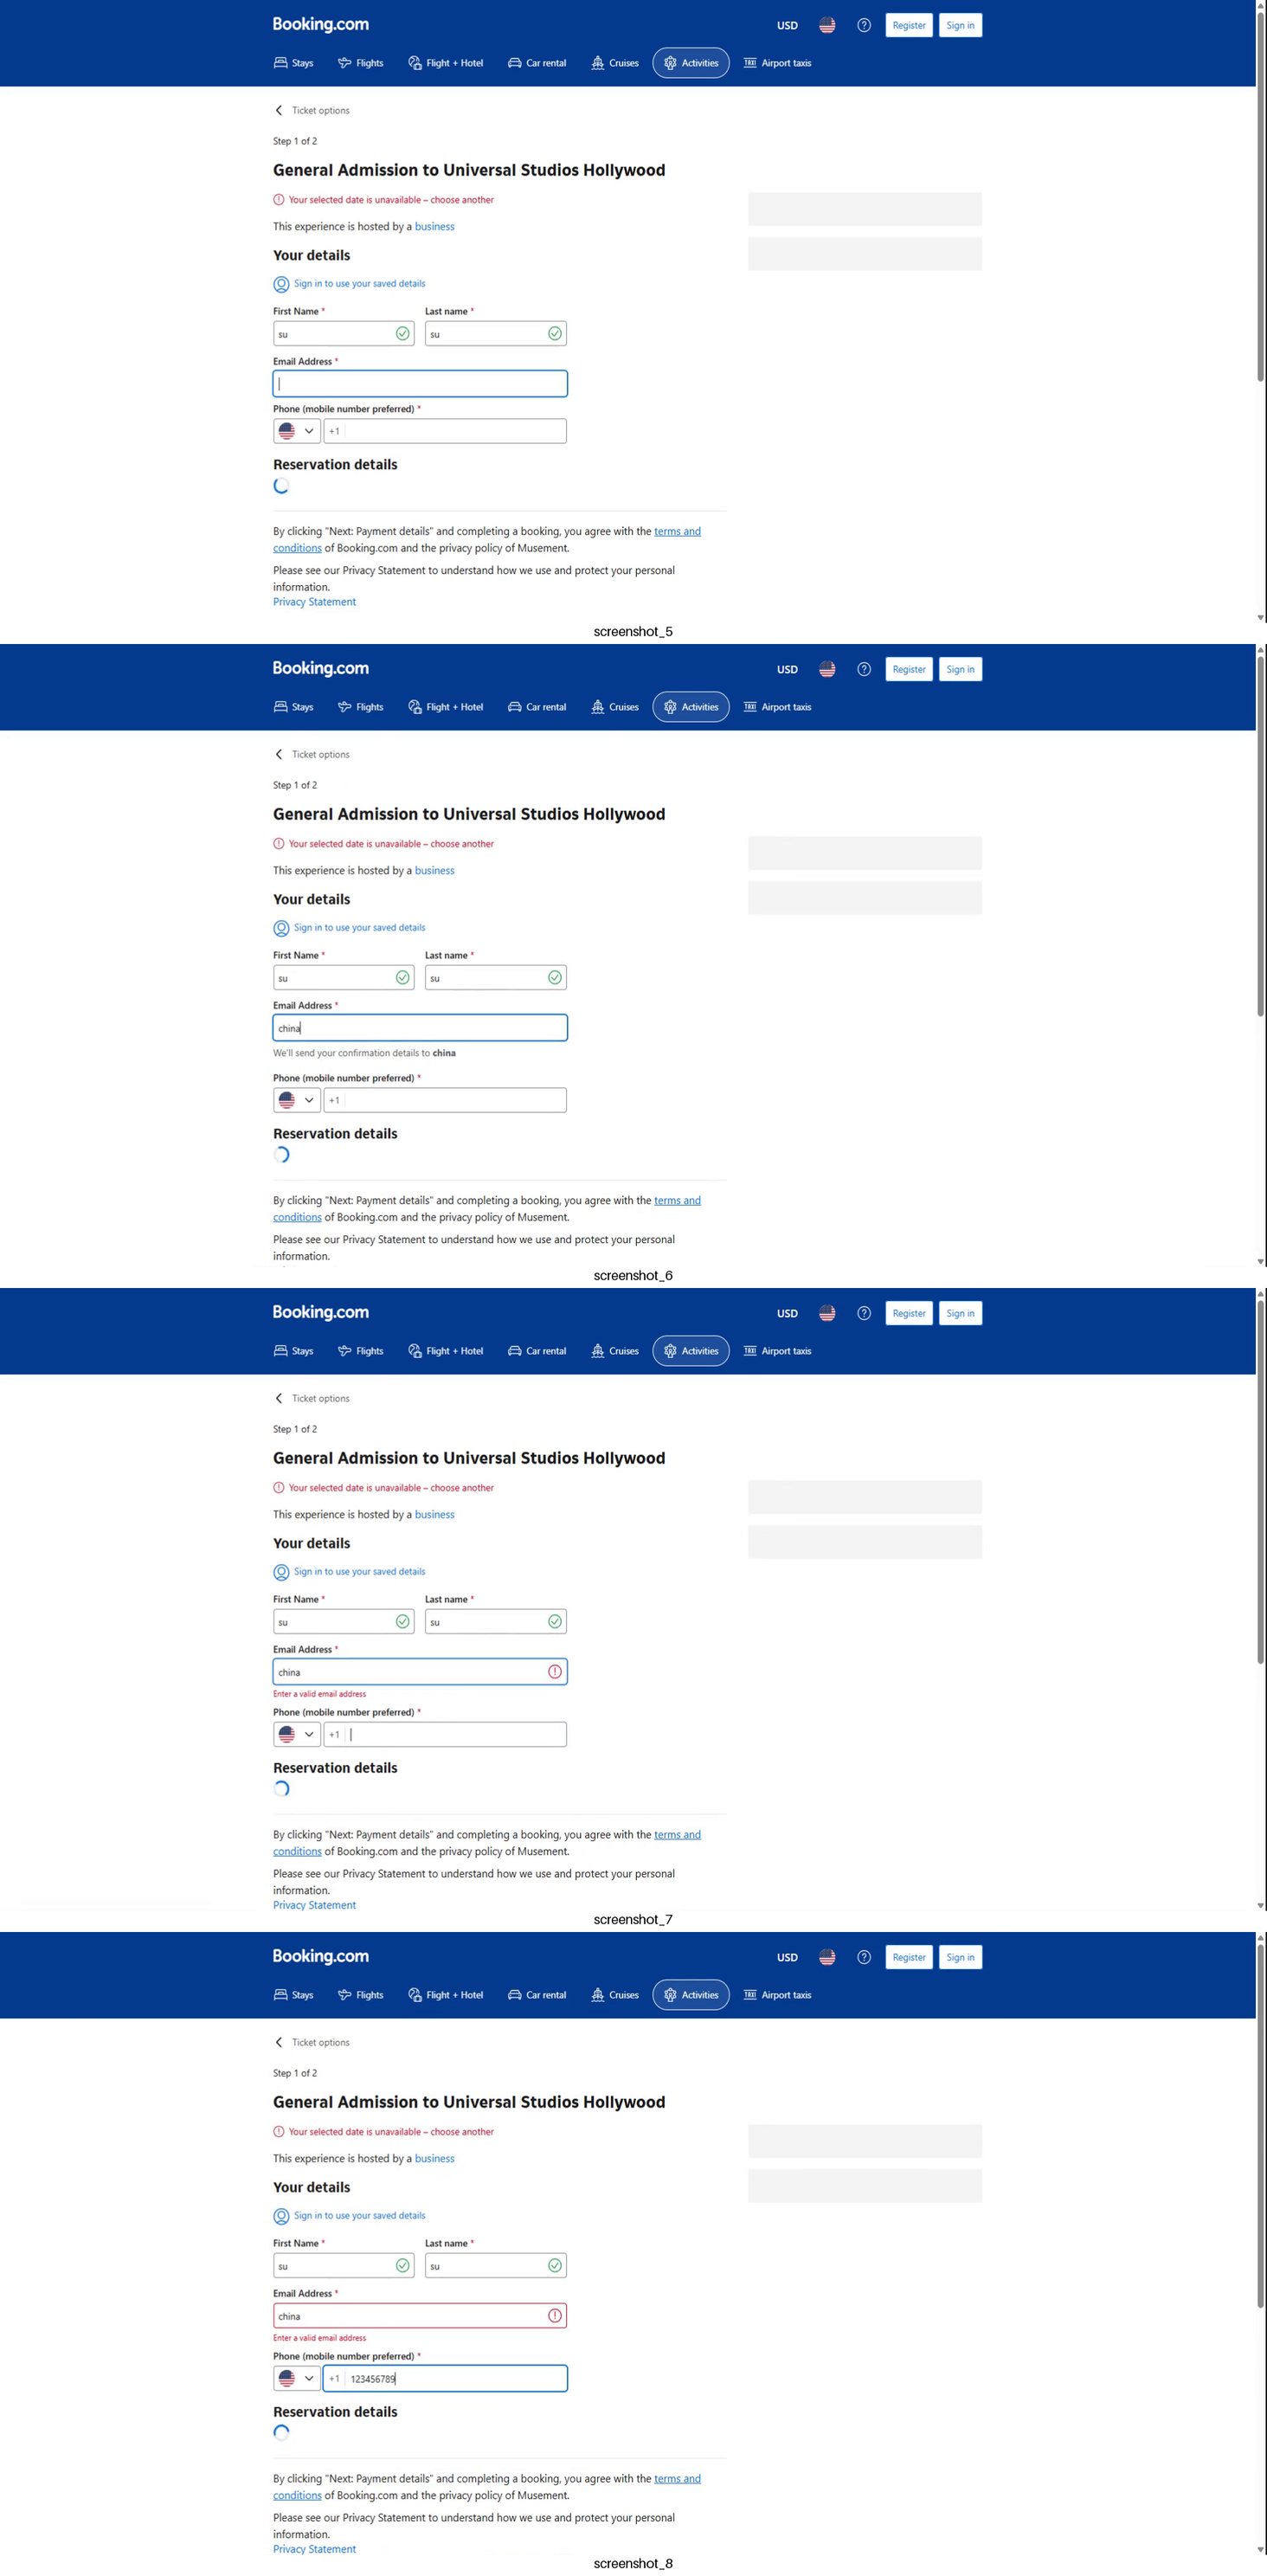 Booking.com USD Register Sign in
Stays Flights Flight + Hotel Car rental Cruises Activities TAXI Airport taxis
Ticket options
Step 1 of 2
General Admission to Universal Studios Hollywood
Your selected date is unavailable – choose another
This experience is hosted by a business
Your details
Sign in to use your saved details
First Name * Last name *
su su
Email Address *
Phone (mobile number preferred) *
+1
Reservation details
By clicking "Next: Payment details" and completing a booking, you agree with the terms and
conditions of Booking.com and the privacy policy of Musement.
Please see our Privacy Statement to understand how we use and protect your personal
information.
Privacy Statement
screenshot_5
Booking.com USD Register Sign in
Stays Flights Flight + Hotel Car rental Cruises Activities TAXI Airport taxis
Ticket options
Step 1 of 2
General Admission to Universal Studios Hollywood
Your selected date is unavailable – choose another
This experience is hosted by a business
Your details
Sign in to use your saved details
First Name * Last name *
su su
Email Address *
china
We'll send your confirmation details to china
Phone (mobile number preferred) *
+1
Reservation details
By clicking "Next: Payment details" and completing a booking, you agree with the terms and
conditions of Booking.com and the privacy policy of Musement.
Please see our Privacy Statement to understand how we use and protect your personal
information.
screenshot_6
Booking.com USD Register Sign in
Stays Flights Flight + Hotel Car rental Cruises Activities TAXI Airport taxis
Ticket options
Step 1 of 2
General Admission to Universal Studios Hollywood
Your selected date is unavailable – choose another
This experience is hosted by a business
Your details
Sign in to use your saved details
First Name * Last name *
su su
Email Address *
china
Enter a valid email address
Phone (mobile number preferred) *
+1
Reservation details
By clicking "Next: Payment details" and completing a booking, you agree with the terms and
conditions of Booking.com and the privacy policy of Musement.
Please see our Privacy Statement to understand how we use and protect your personal
information.
Privacy Statement
screenshot_7
Booking.com USD Register Sign in
Stays Flights Flight + Hotel Car rental Cruises Activities TAXI Airport taxis
Ticket options
Step 1 of 2
General Admission to Universal Studios Hollywood
Your selected date is unavailable – choose another
This experience is hosted by a business
Your details
Sign in to use your saved details
First Name * Last name *
su su
Email Address *
china
Enter a valid email address
Phone (mobile number preferred) *
+1 123456789
Reservation details
By clicking "Next: Payment details" and completing a booking, you agree with the terms and
conditions of Booking.com and the privacy policy of Musement.
Please see our Privacy Statement to understand how we use and protect your personal
information.
Privacy Statement
screenshot_8